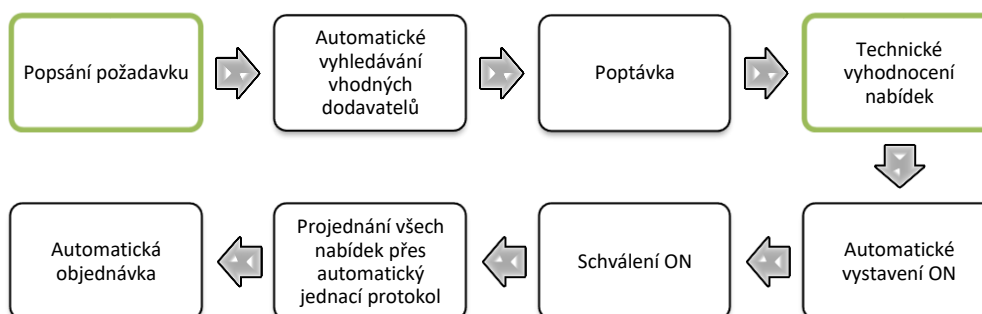 Popsání požadavku
Automatické
vyhledávání
vhodných
dodavatelů
Poptávka
Technické
vyhodnocení
nabídek
Automatické
vystavení ON
Schválení ON
Projednání všech
nabídek přes
automatický
jednací protokol
Automatická
objednávka